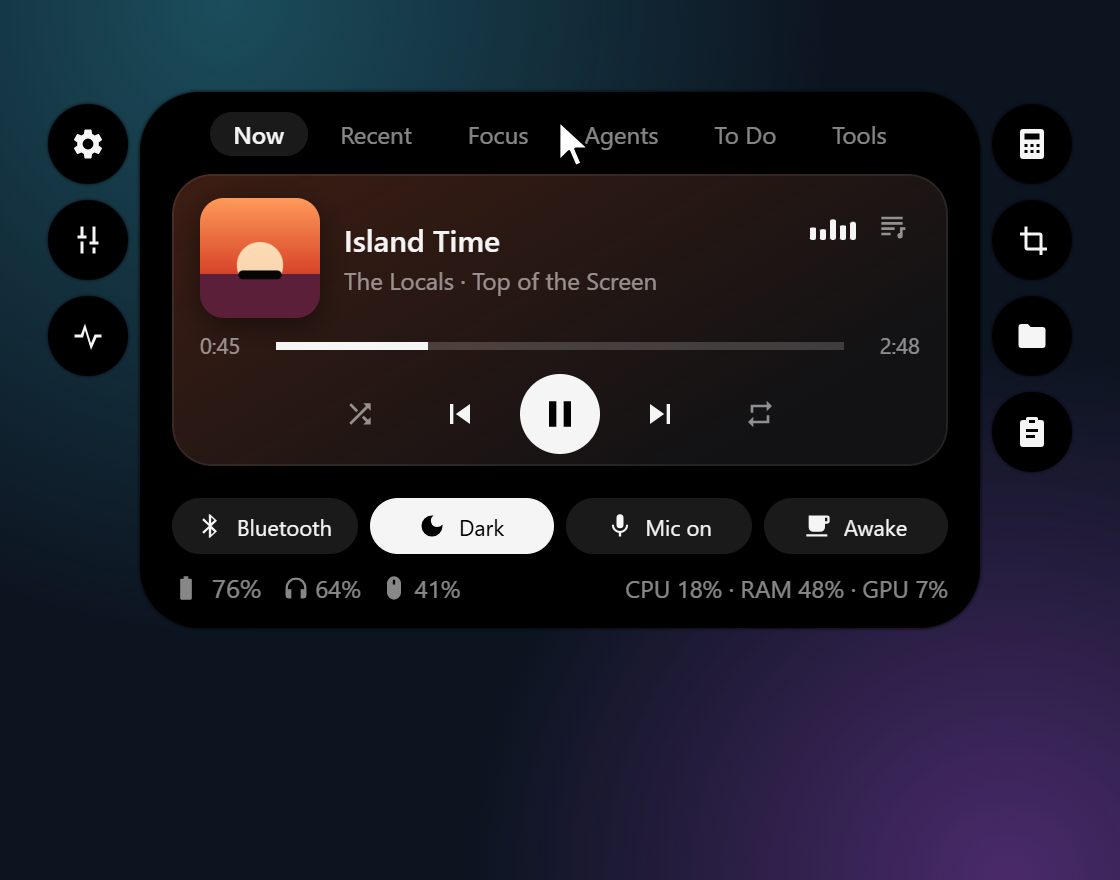 Now Recent Focus Agents To Do Tools
Island Time
The Locals · Top of the Screen
0:45 2:48
Bluetooth Dark Mic on Awake
76% 64% 41% CPU 18% · RAM 48% · GPU 7%